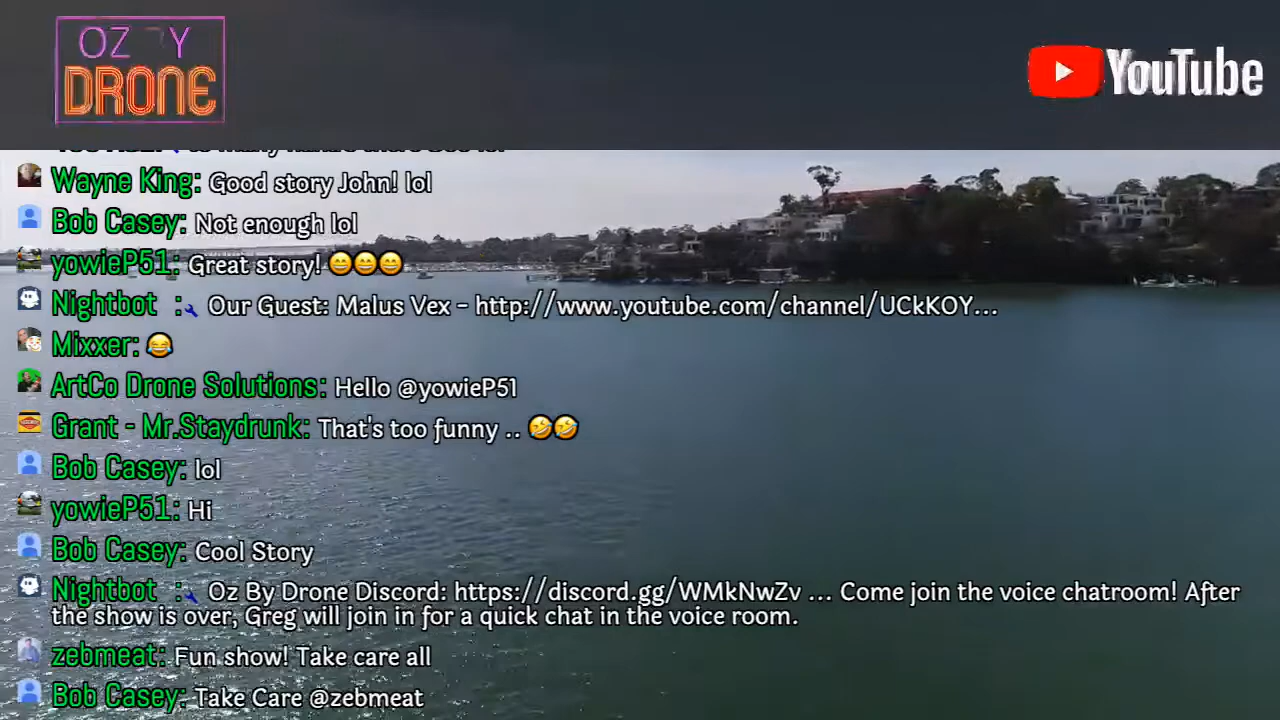 OZ Y
DRONE
YouTube
Wayne King: Good story John! lol
Bob Casey: Not enough lol
yowieP51: Great story! 😄😄😄
Nightbot : Our Guest: Malus Vex - http://www.youtube.com/channel/UCkKOY...
Mixxer: 😂
ArtCo Drone Solutions: Hello @yowieP51
Grant - Mr.Staydrunk: That's too funny .. 🤣🤣
Bob Casey: lol
yowieP51: Hi
Bob Casey: Cool Story
Nightbot : Oz By Drone Discord: https://discord.gg/WMkNwZv ... Come join the voice chatroom! After
the show is over, Greg will join in for a quick chat in the voice room.
zebmeat: Fun show! Take care all
Bob Casey: Take Care @zebmeat